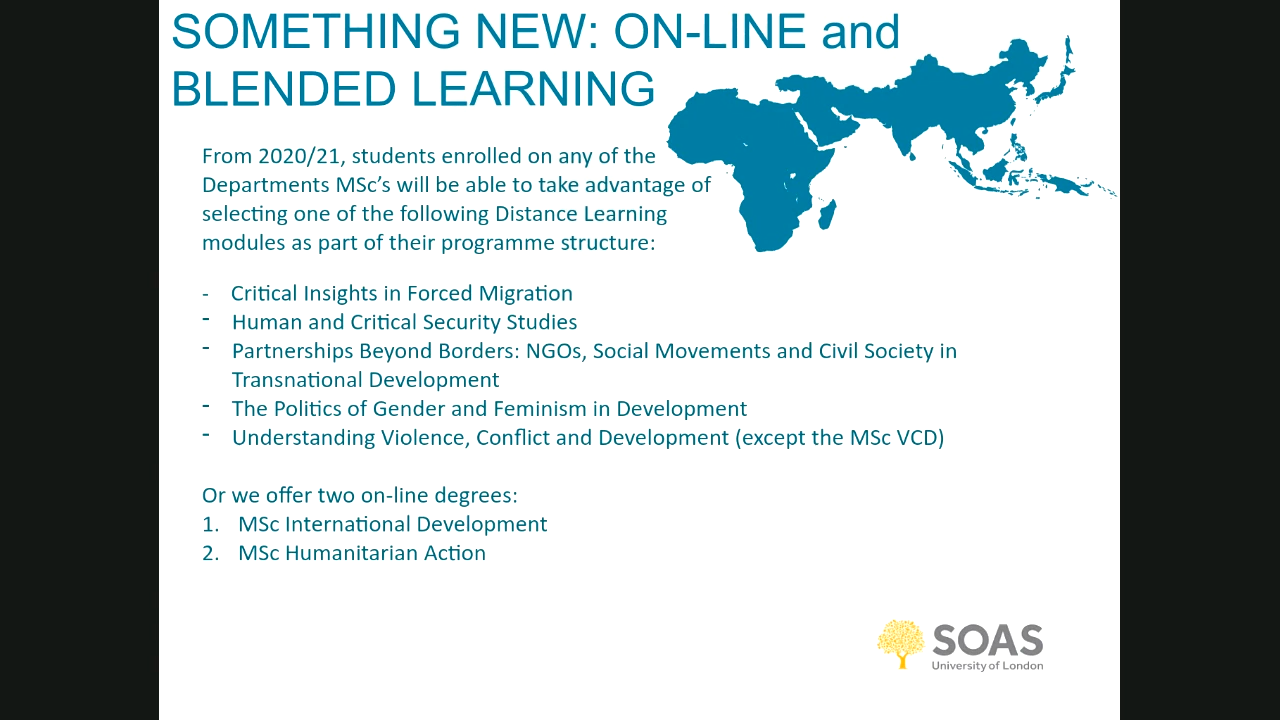 SOMETHING NEW: ON-LINE and
BLENDED LEARNING
From 2020/21, students enrolled on any of the
Departments MSc’s will be able to take advantage of
selecting one of the following Distance Learning
modules as part of their programme structure:
- Critical Insights in Forced Migration
- Human and Critical Security Studies
- Partnerships Beyond Borders: NGOs, Social Movements and Civil Society in
Transnational Development
- The Politics of Gender and Feminism in Development
- Understanding Violence, Conflict and Development (except the MSc VCD)
Or we offer two on-line degrees:
1. MSc International Development
2. MSc Humanitarian Action
SOAS
University of London